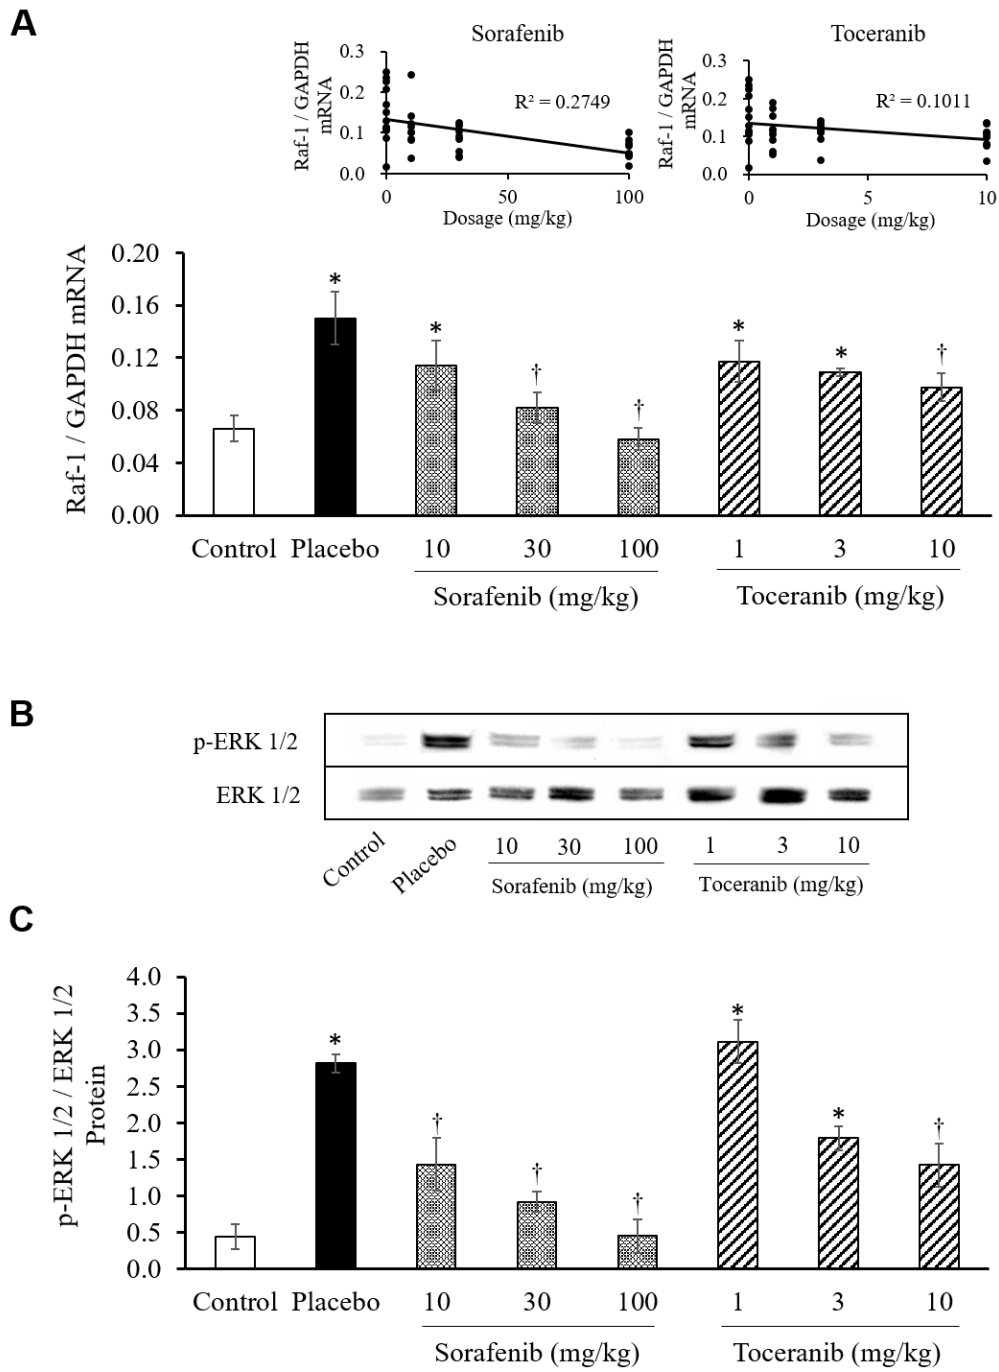 A
Sorafenib
Toceranib
Raf-1 / GAPDH
mRNA
0.3
0.2
0.1
0.0
R² = 0.2749
0 50 100
Dosage (mg/kg)
Raf-1 / GAPDH
mRNA
0.3
0.2
0.1
0.0
R² = 0.1011
0 5 10
Dosage (mg/kg)
Raf-1 / GAPDH mRNA
0.20
0.16
0.12
0.08
0.04
0.00
* * † † * * †
Control Placebo 10 30 100 1 3 10
Sorafenib (mg/kg) Toceranib (mg/kg)
B
p-ERK 1/2
ERK 1/2
Control Placebo 10 30 100 1 3 10
Sorafenib (mg/kg) Toceranib (mg/kg)
C
p-ERK 1/2 / ERK 1/2
Protein
4.0
3.5
3.0
2.5
2.0
1.5
1.0
0.5
0.0
* † † † * * †
Control Placebo 10 30 100 1 3 10
Sorafenib (mg/kg) Toceranib (mg/kg)